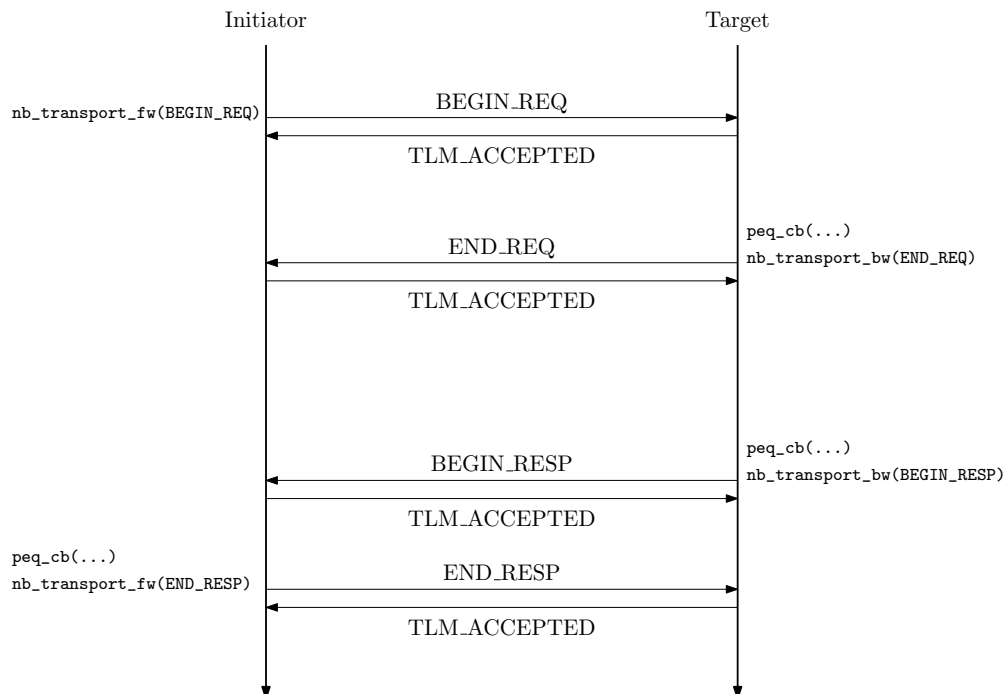 Initiator
Target
nb_transport_fw(BEGIN_REQ)
BEGIN_REQ
TLM_ACCEPTED
peq_cb(...)
END_REQ
nb_transport_bw(END_REQ)
TLM_ACCEPTED
peq_cb(...)
BEGIN_RESP
nb_transport_bw(BEGIN_RESP)
TLM_ACCEPTED
peq_cb(...)
nb_transport_fw(END_RESP)
END_RESP
TLM_ACCEPTED